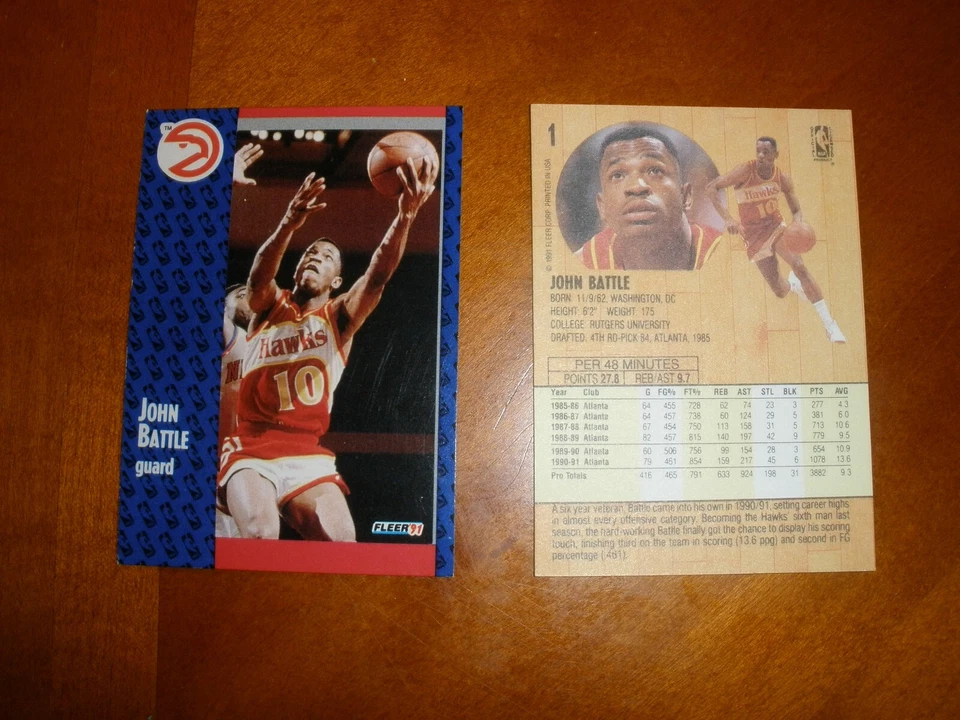 TM
JOHN
BATTLE
guard
Hawks
10
FLEER '91
1
© 1991 FLEER CORP. PRINTED IN USA
NBA
Hawks
10
JOHN BATTLE
BORN: 11/9/62, WASHINGTON, DC
HEIGHT: 6'2" WEIGHT: 175
COLLEGE: RUTGERS UNIVERSITY
DRAFTED: 4TH RD-PICK 84, ATLANTA, 1985
PER 48 MINUTES
POINTS 27.8 REB/AST 9.7
Year Club G FG% FT% REB AST STL BLK PTS AVG
1985-86 Atlanta 64 455 728 62 74 23 3 277 4.3
1986-87 Atlanta 64 457 738 60 124 29 5 381 6.0
1987-88 Atlanta 67 454 750 113 158 31 5 713 10.6
1988-89 Atlanta 82 457 815 140 197 42 9 779 9.5
1989-90 Atlanta 60 506 756 99 154 28 3 654 10.9
1990-91 Atlanta 79 461 854 159 217 45 6 1078 13.6
Pro Totals 416 465 791 633 924 198 31 3882 9.3
A six year veteran, Battle came into his own in 1990/91, setting career highs
in almost every offensive category. Becoming the Hawks' sixth man last
season, the hard-working Battle finally got the chance to display his scoring
touch, finishing third on the team in scoring (13.6 ppg) and second in FG
percentage (.461).